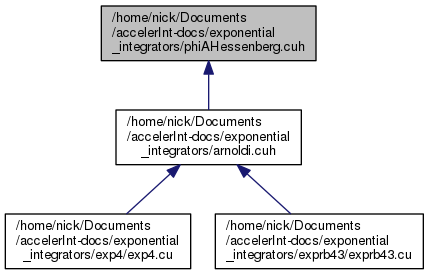 /home/nick/Documents
/accelerInt-docs/exponential
_integrators/phiAHessenberg.cuh
/home/nick/Documents
/accelerInt-docs/exponential
_integrators/arnoldi.cuh
/home/nick/Documents
/accelerInt-docs/exponential
_integrators/exp4/exp4.cu
/home/nick/Documents
/accelerInt-docs/exponential
_integrators/exprb43/exprb43.cu